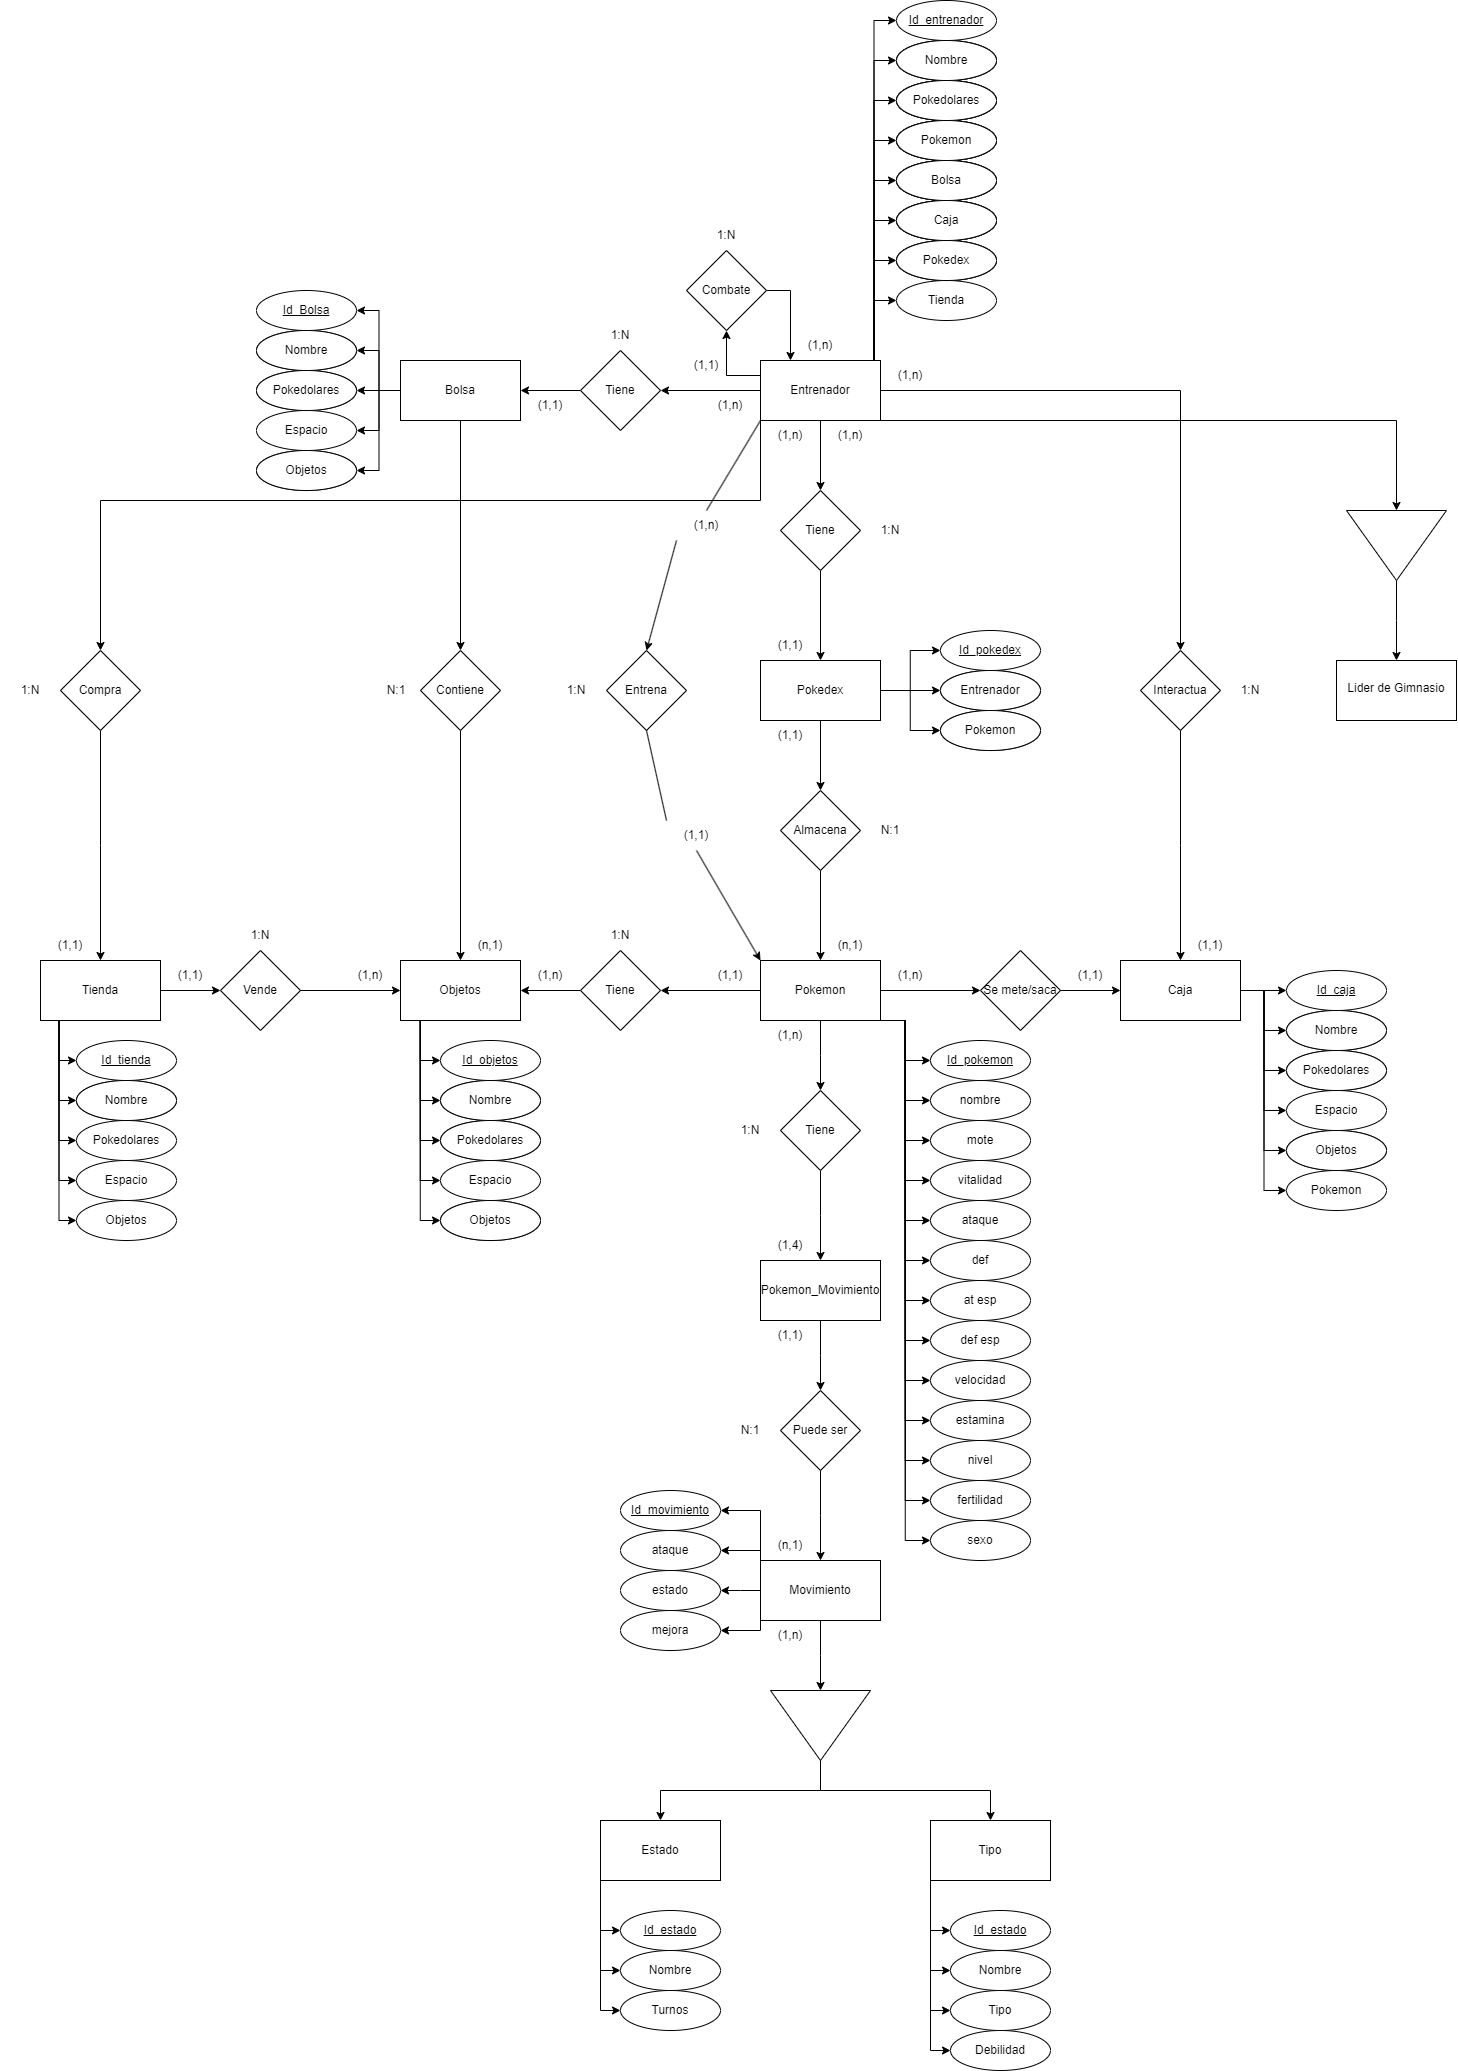 Id_entrenador
Nombre
Pokedolares
Pokemon
Bolsa
Caja
Pokedex
Tienda
1:N
Combate
(1,1)
(1,n)
Id_Bolsa
Nombre
Pokedolares
Espacio
Objetos
Bolsa
(1,1)
1:N
Tiene
(1,n)
Entrenador
(1,n)
(1,n)
(1,n)
(1,n)
Tiene
1:N
1:N
Compra
N:1
Contiene
1:N
Entrena
(1,1)
Pokedex
Id_pokedex
Entrenador
Pokemon
Interactua
1:N
Lider de Gimnasio
(1,1)
(1,1)
Almacena
N:1
(1,1)
Tienda
(1,1)
1:N
Vende
(1,n)
(n,1)
Objetos
(1,n)
1:N
Tiene
(1,1)
(n,1)
Pokemon
(1,n)
Se mete/saca
(1,1)
(1,1)
Caja
Id_caja
Nombre
Pokedolares
Espacio
Objetos
Pokemon
Id_tienda
Nombre
Pokedolares
Espacio
Objetos
Id_objetos
Nombre
Pokedolares
Espacio
Objetos
(1,n)
1:N
Tiene
(1,4)
Id_pokemon
nombre
mote
vitalidad
ataque
def
at esp
def esp
velocidad
estamina
nivel
fertilidad
sexo
Pokemon_Movimiento
(1,1)
N:1
Puede ser
(n,1)
Id_movimiento
ataque
estado
mejora
Movimiento
(1,n)
Estado
Id_estado
Nombre
Turnos
Tipo
Id_estado
Nombre
Tipo
Debilidad